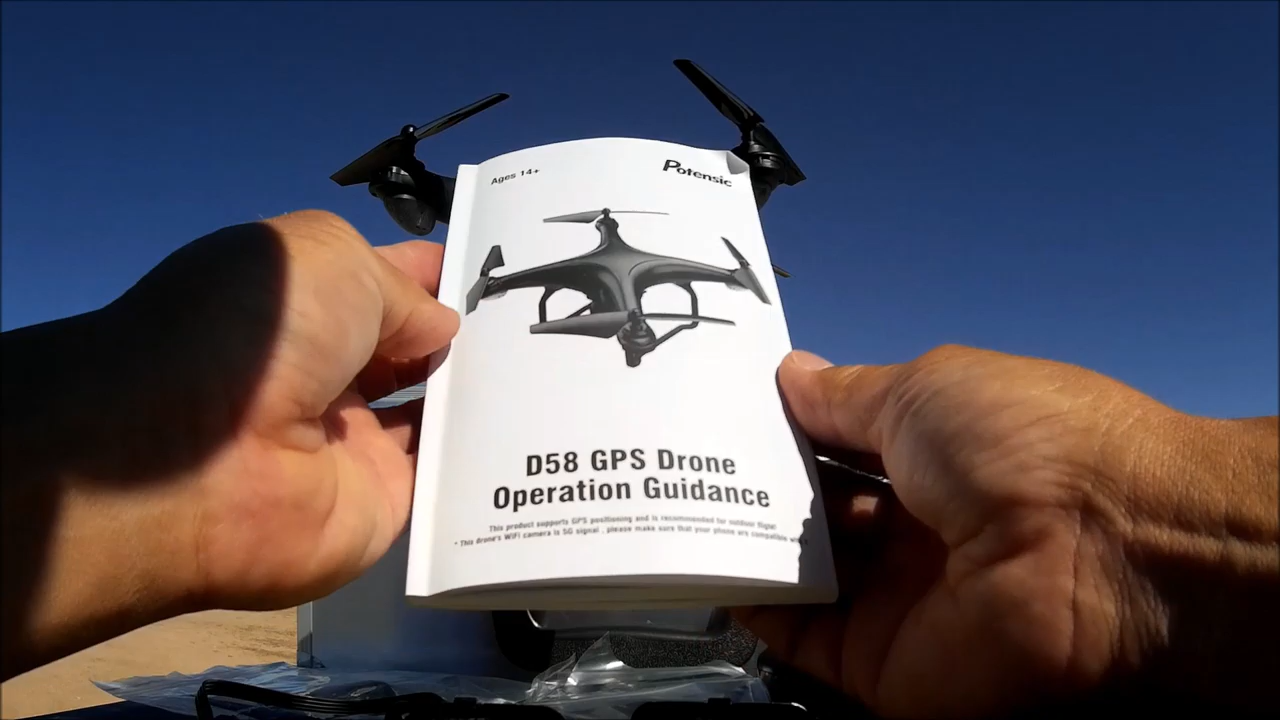 Ages 14+
Potensic
D58 GPS Drone
Operation Guidance
This product supports GPS positioning and is recommended for outdoor flight
* This drone's WIFI camera is 5G signal , please make sure that your phone are compatible